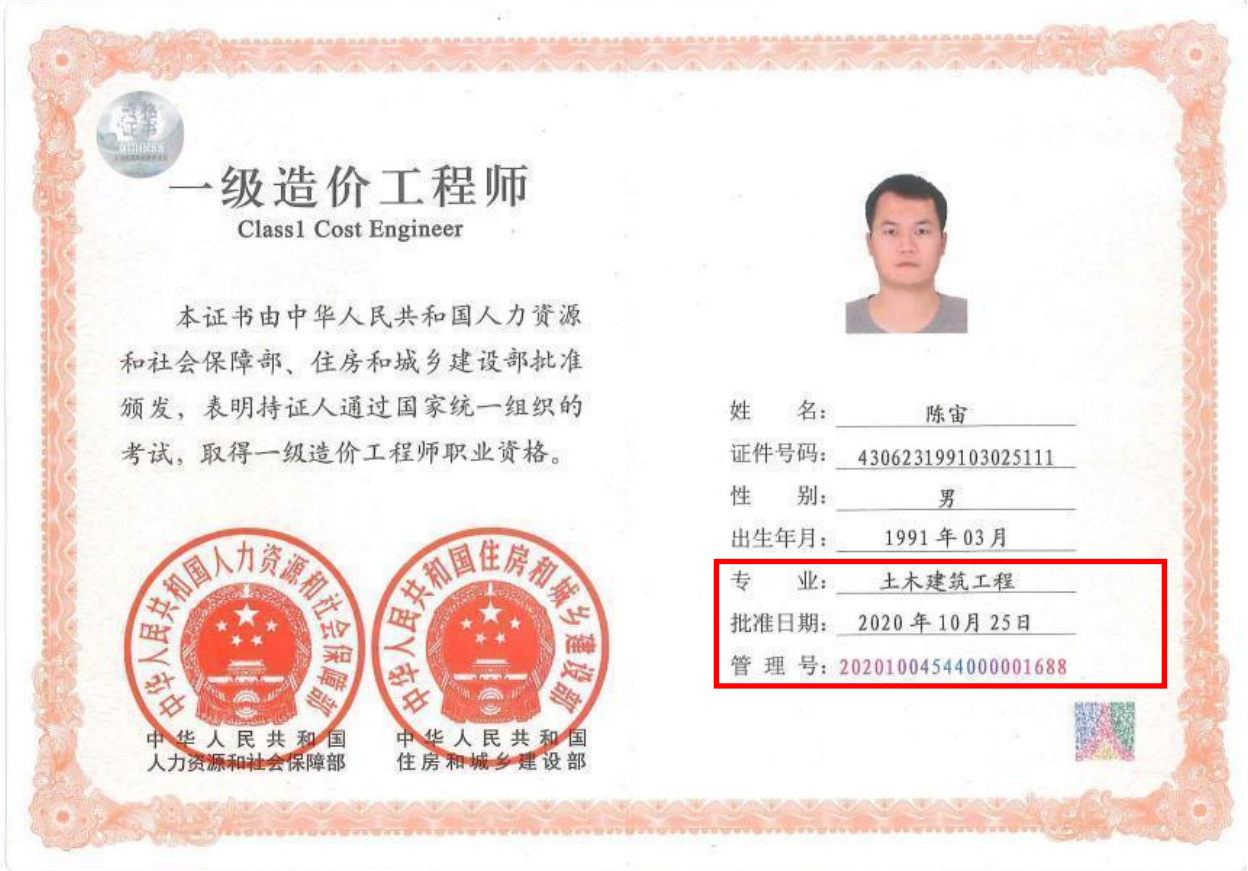 资格
证书
一级造价工程师
Class1 Cost Engineer
本证书由中华人民共和国人力资源
和社会保障部、住房和城乡建设部批准
颁发，表明持证人通过国家统一组织的
考试，取得一级造价工程师职业资格。
中华人民共和国人力资源和社会保障部
中华人民共和国
人力资源和社会保障部
中华人民共和国住房和城乡建设部
中华人民共和国
住房和城乡建设部
姓 名： 陈宙
证件号码： 430623199103025111
性 别： 男
出生年月： 1991年03月
专 业： 土木建筑工程
批准日期： 2020年10月25日
管 理 号：20201004544000001688